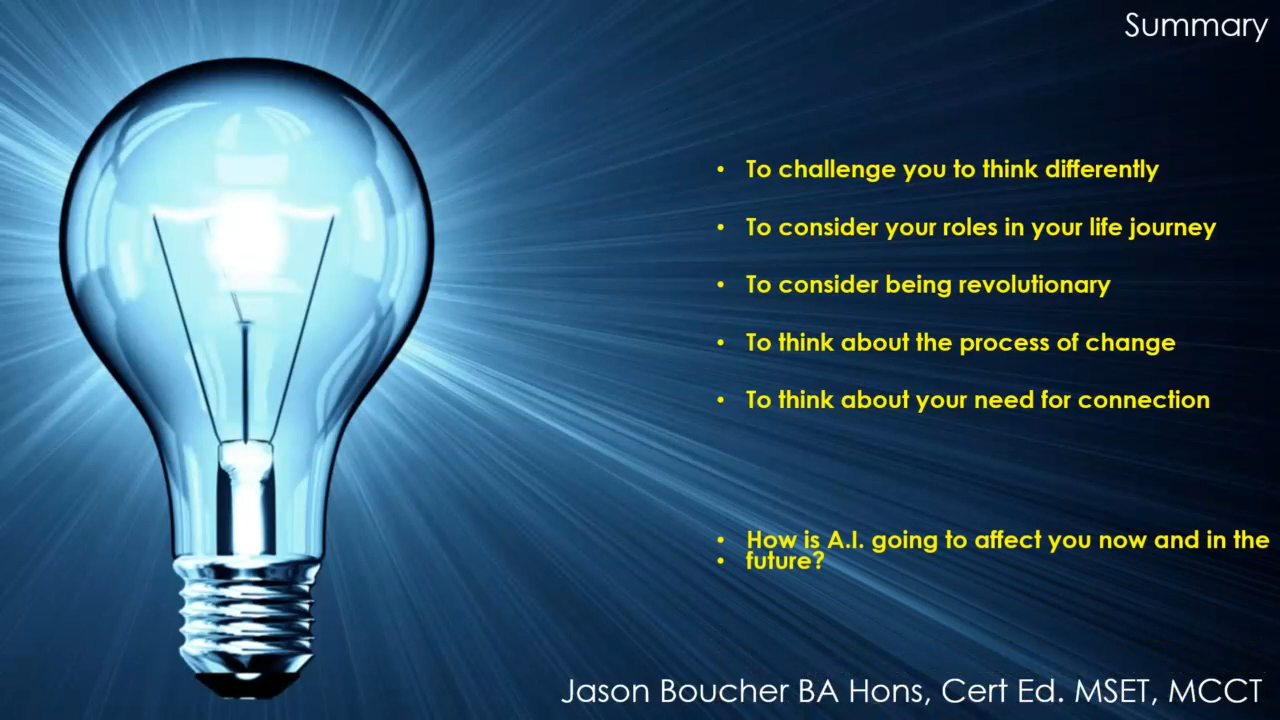 Summary
• To challenge you to think differently
• To consider your roles in your life journey
• To consider being revolutionary
• To think about the process of change
• To think about your need for connection
• How is A.I. going to affect you now and in the
• future?
Jason Boucher BA Hons, Cert Ed. MSET, MCCT